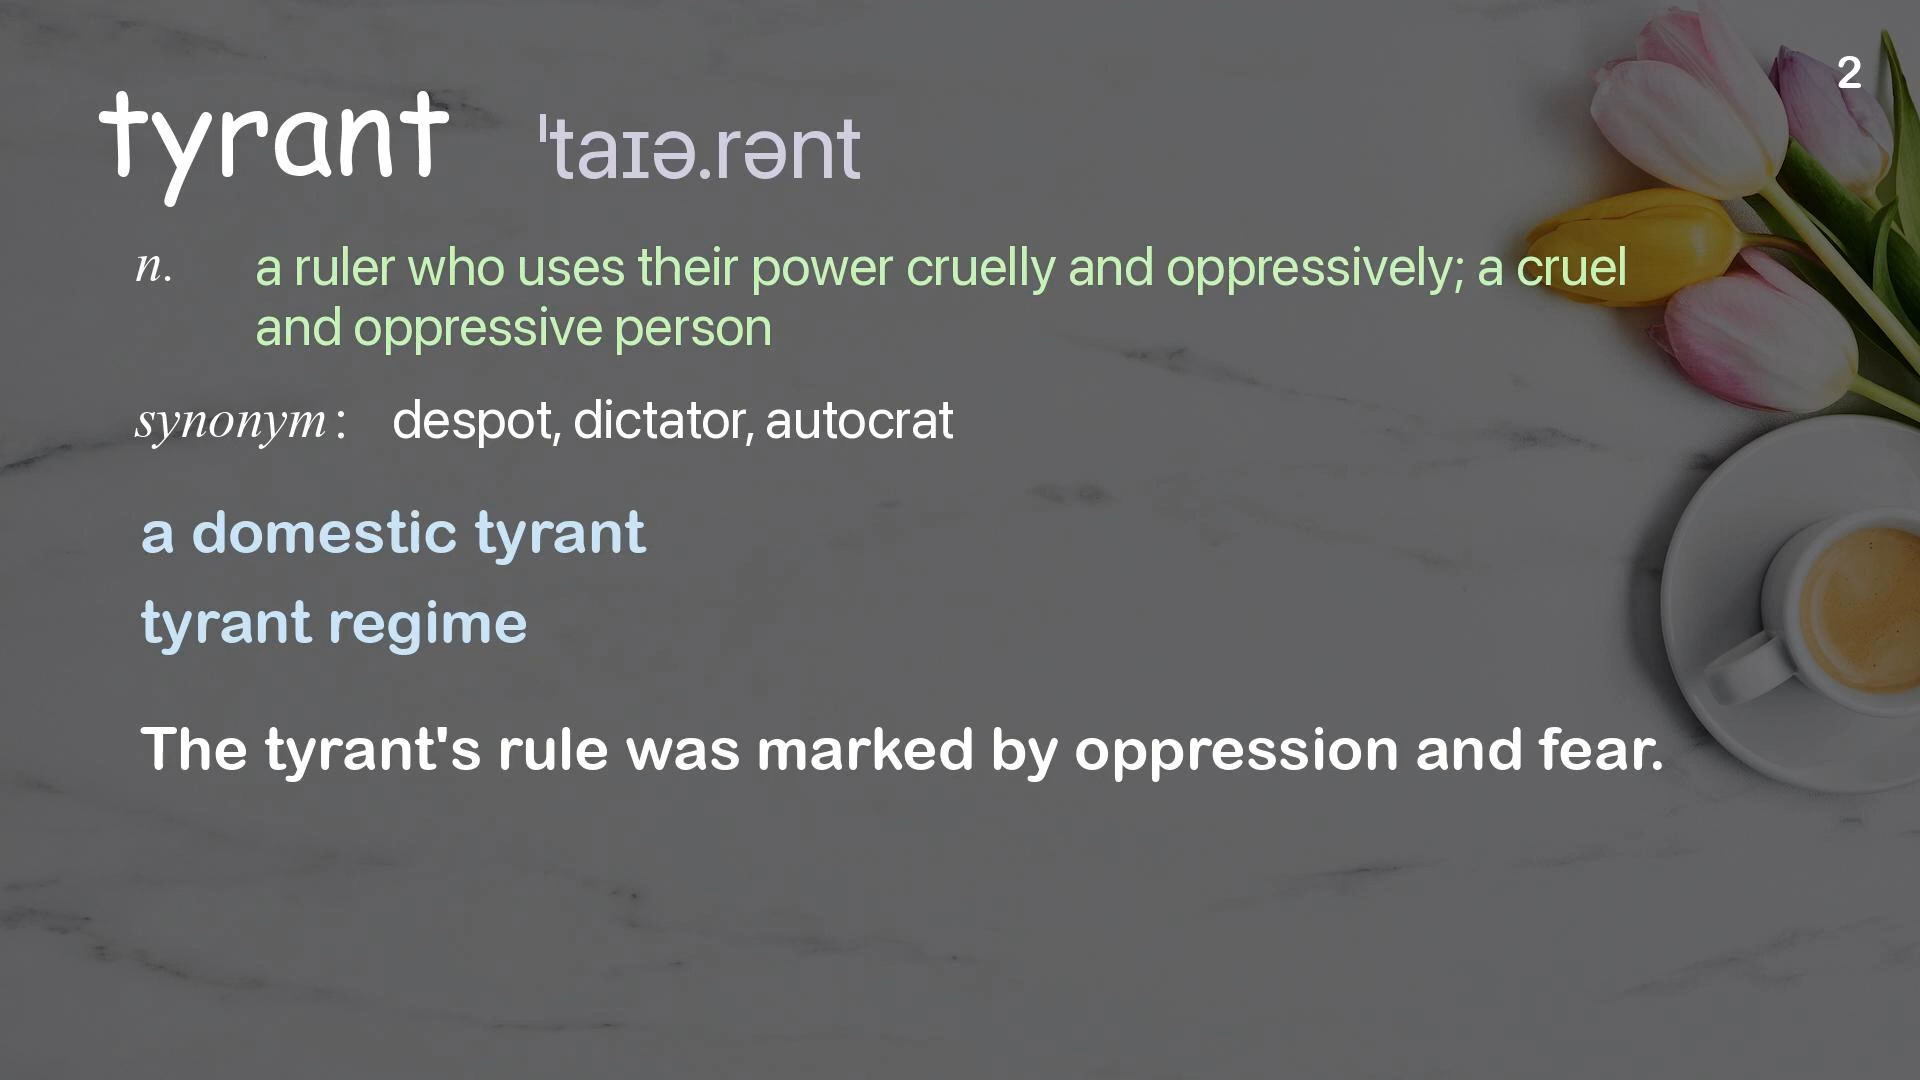 2
tyrant ˈtaɪə.rənt
n. a ruler who uses their power cruelly and oppressively; a cruel
and oppressive person
synonym: despot, dictator, autocrat
a domestic tyrant
tyrant regime
The tyrant's rule was marked by oppression and fear.